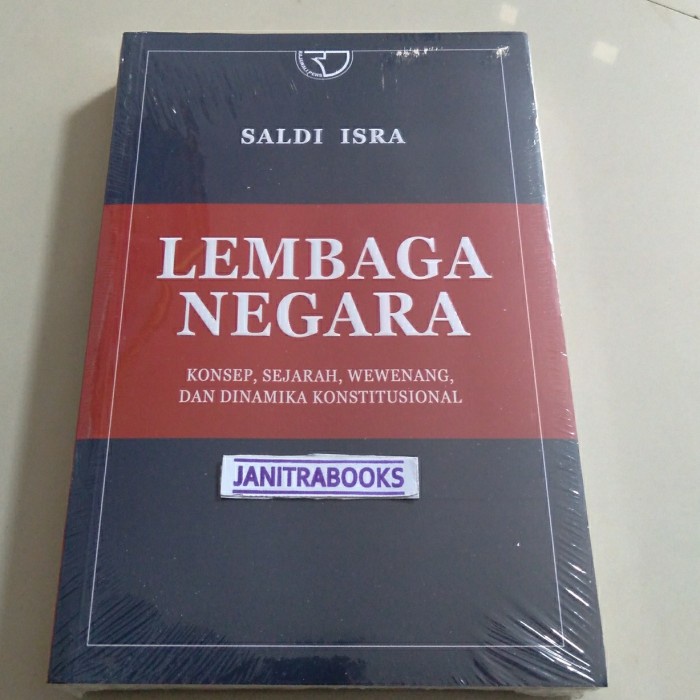 SALDI ISRA
LEMBAGA
NEGARA
KONSEP, SEJARAH, WEWENANG,
DAN DINAMIKA KONSTITUSIONAL
JANITRABOOKS